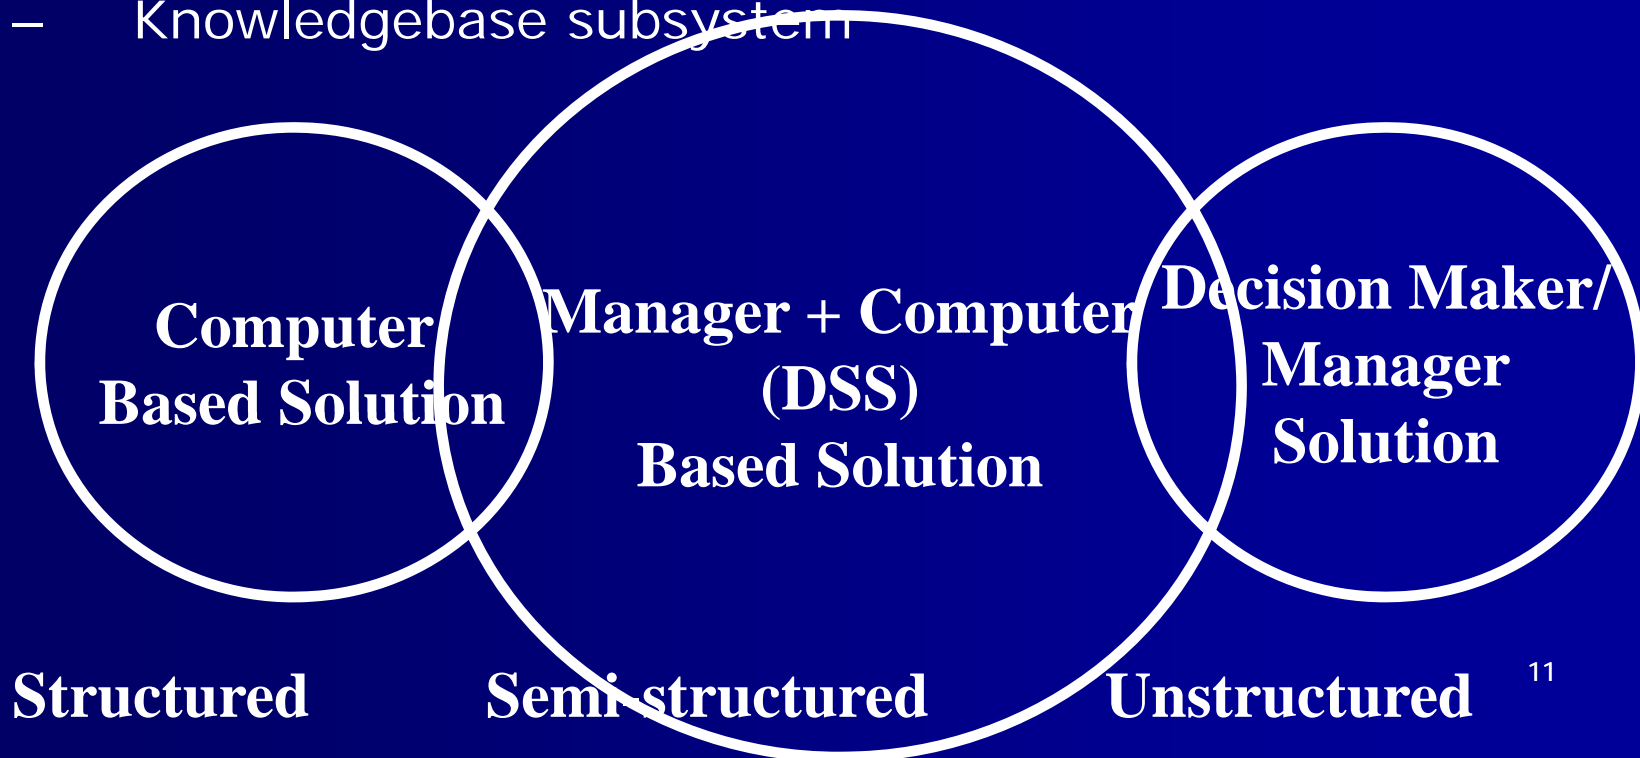 – Knowledgebase subsystem
Computer
Based Solution
Manager + Computer
(DSS)
Based Solution
Decision Maker/
Manager
Solution
Structured
Semi-structured
Unstructured
11